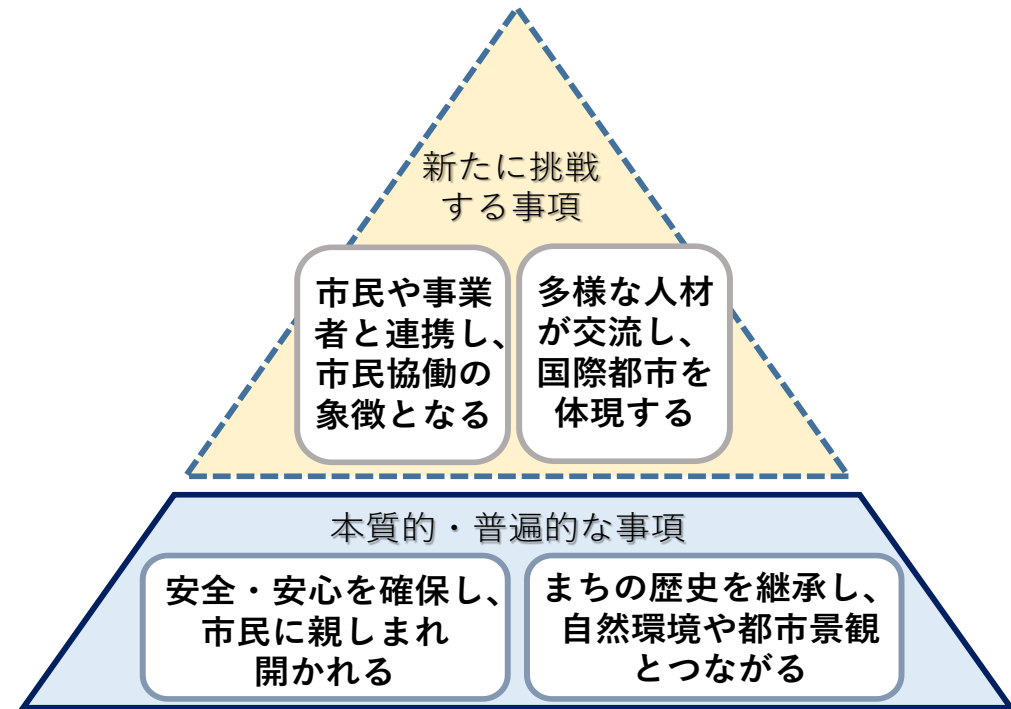 新たに挑戦
する事項
市民や事業
者と連携し、
市民協働の
象徴となる
多様な人材
が交流し、
国際都市を
体現する
本質的・普遍的な事項
安全・安心を確保し、
市民に親しまれ
開かれる
まちの歴史を継承し、
自然環境や都市景観
とつながる